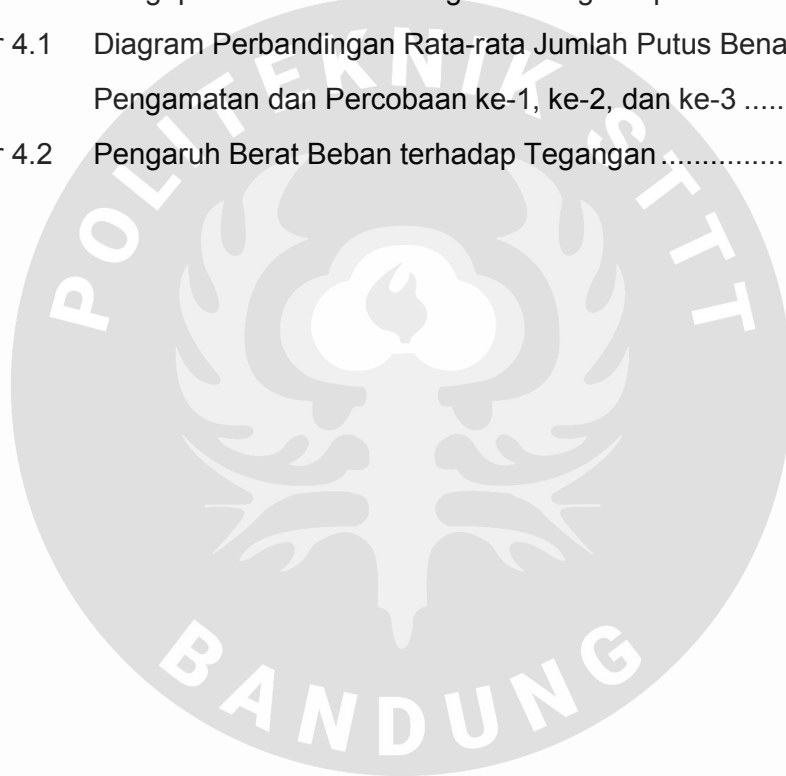 r 4.1 Diagram Perbandingan Rata-rata Jumlah Putus Bena
Pengamatan dan Percobaan ke-1, ke-2, dan ke-3 .....
r 4.2 Pengaruh Berat Beban terhadap Tegangan...............
POLITEKNIK STTT
BANDUNG